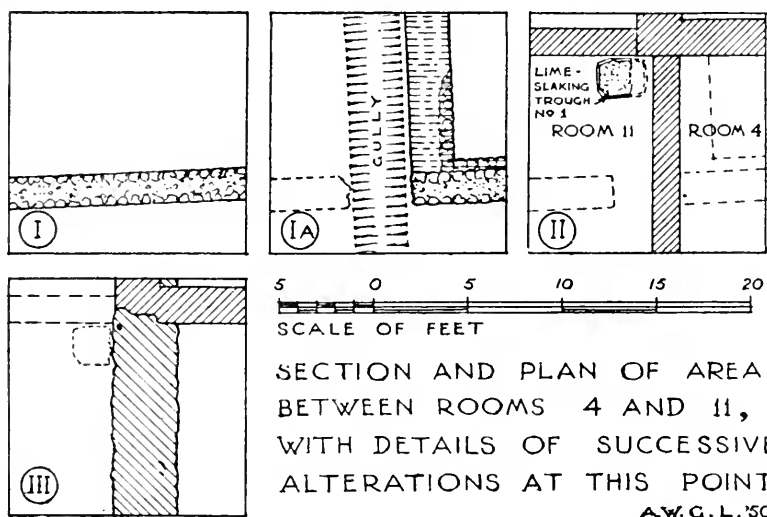 I
IA
GULLY
II
LIME-
SLAKING
TROUGH
Nº 1
ROOM 11
ROOM 4
III
5 0 5 10 15 20
SCALE OF FEET
SECTION AND PLAN OF AREA
BETWEEN ROOMS 4 AND 11,
WITH DETAILS OF SUCCESSIVE
ALTERATIONS AT THIS POINT
A.W.G.L. '50